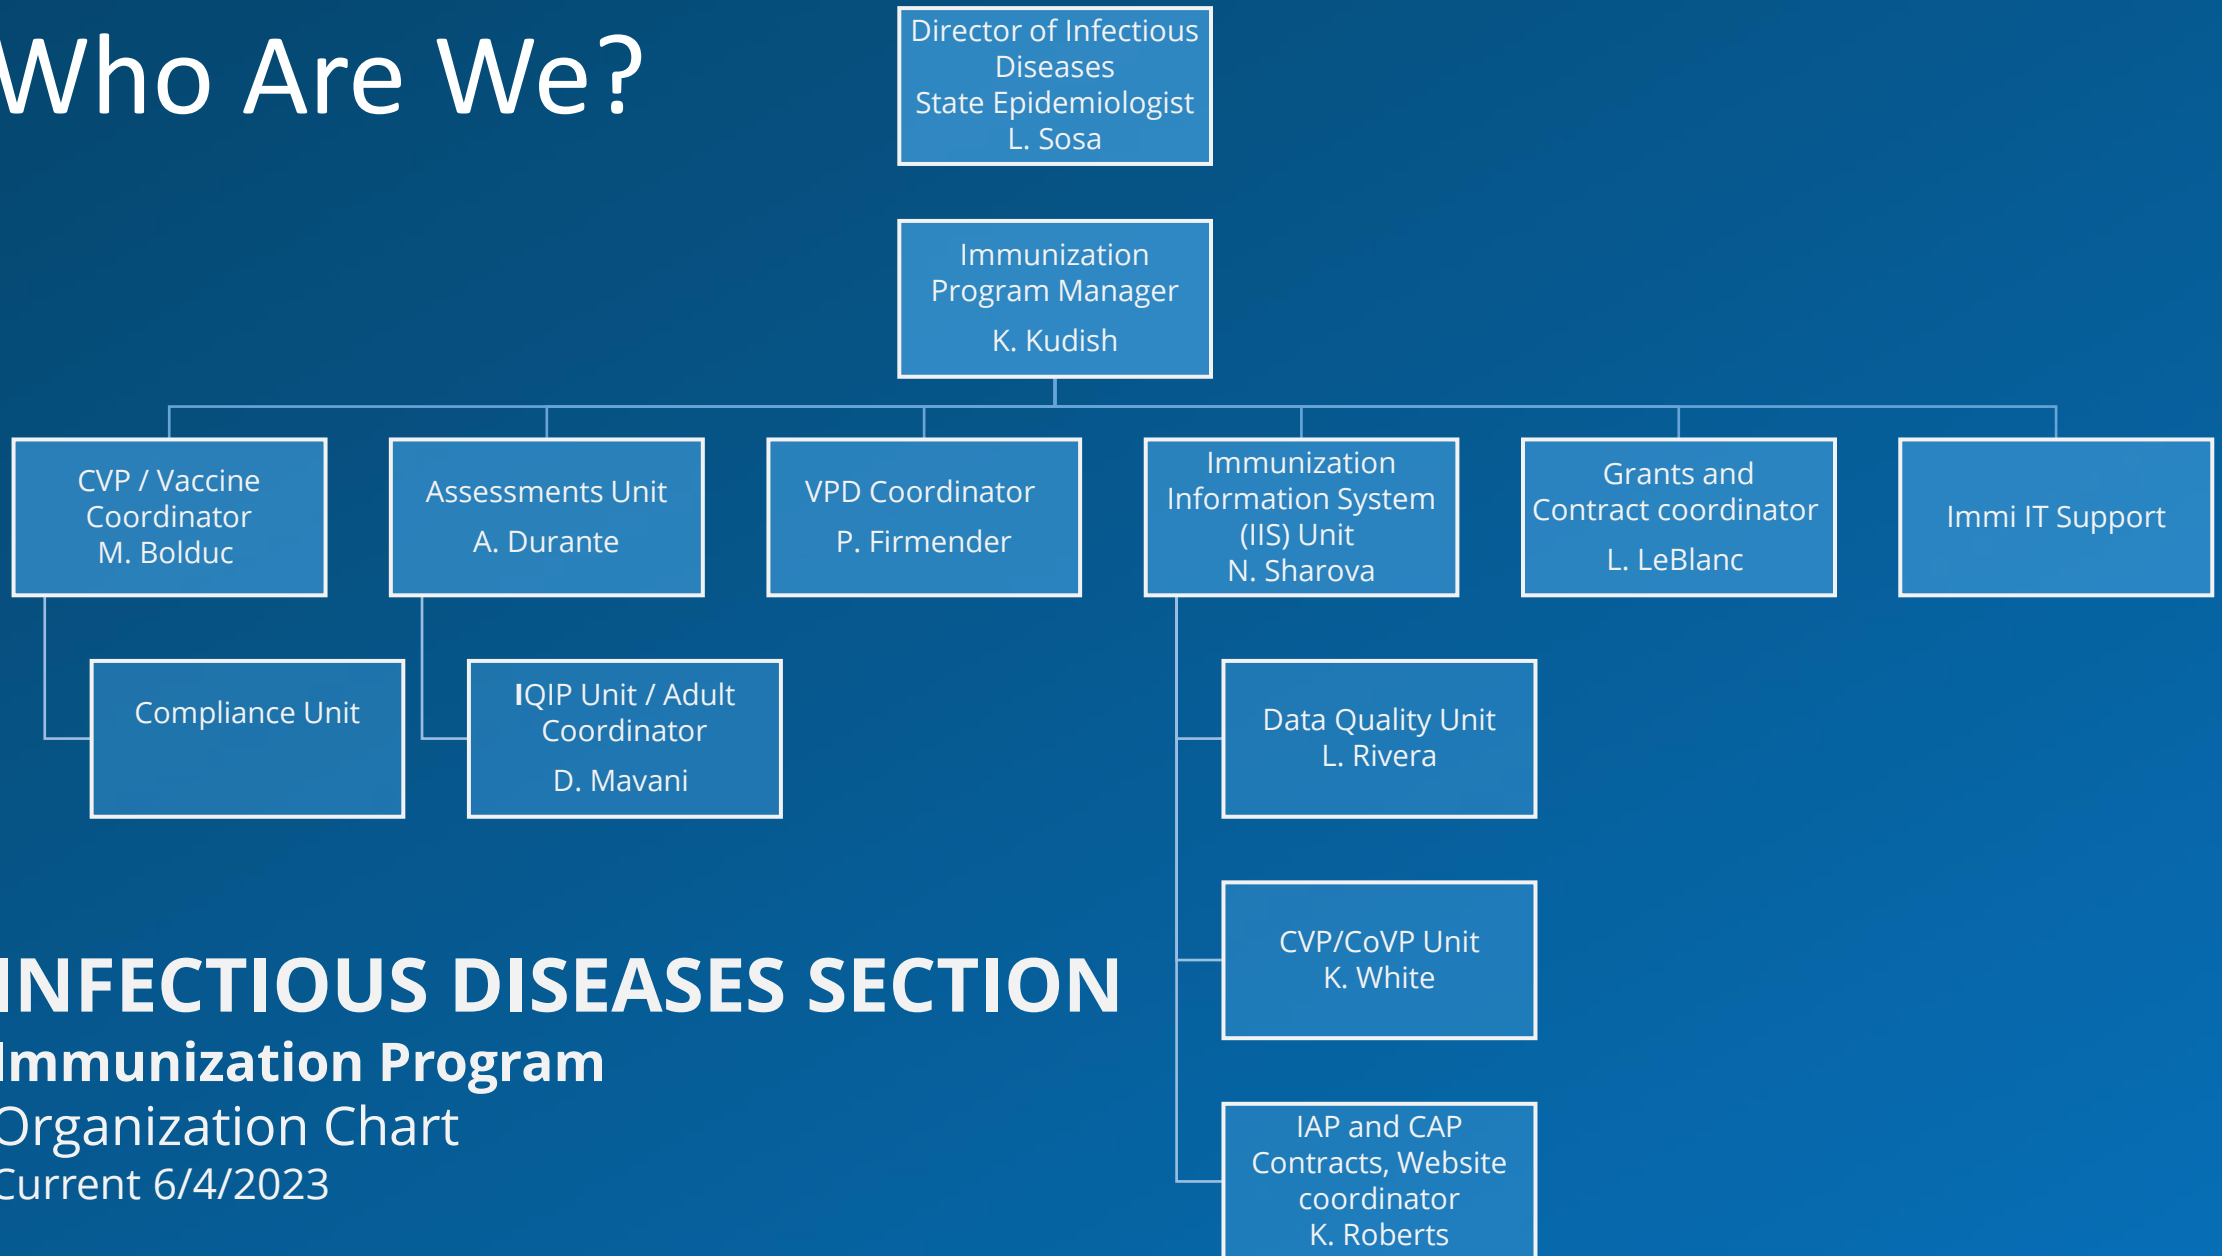 Who Are We?
Director of Infectious
Diseases
State Epidemiologist
L. Sosa
Immunization
Program Manager
K. Kudish
CVP / Vaccine
Coordinator
M. Bolduc
Assessments Unit
A. Durante
VPD Coordinator
P. Firmender
Immunization
Information System
(IIS) Unit
N. Sharova
Grants and
Contract coordinator
L. LeBlanc
Immi IT Support
Compliance Unit
IQIP Unit / Adult
Coordinator
D. Mavani
Data Quality Unit
L. Rivera
CVP/CoVP Unit
K. White
IAP and CAP
Contracts, Website
coordinator
K. Roberts
INFECTIOUS DISEASES SECTION
Immunization Program
Organization Chart
Current 6/4/2023